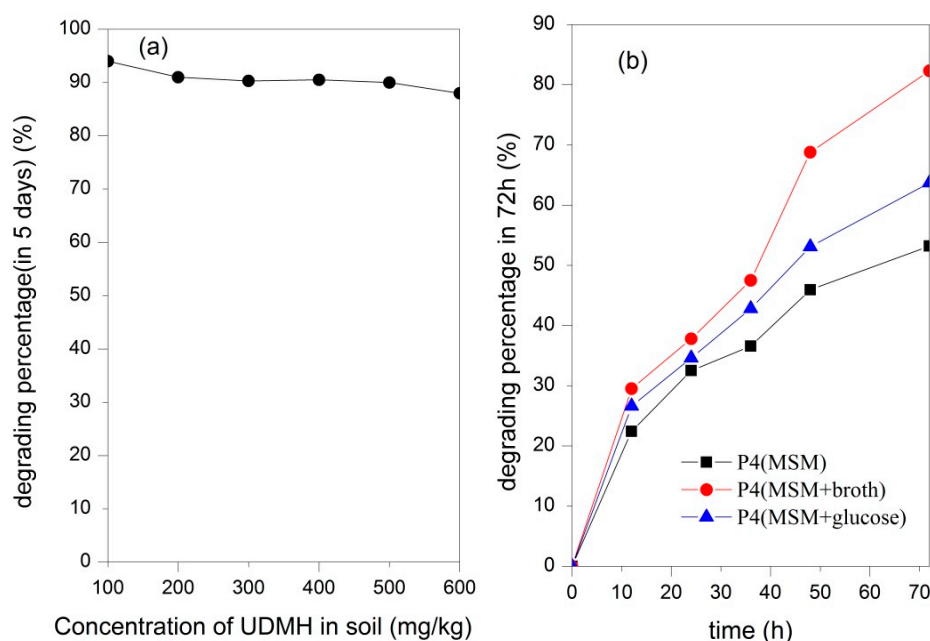 (a)
degrading percentage(in 5 days) (%)
100
90
80
70
60
50
40
30
20
10
0
100 200 300 400 500 600
Concentration of UDMH in soil (mg/kg)
(b)
degrading percentage in 72h (%)
90
80
70
60
50
40
30
20
10
0
P4(MSM)
P4(MSM+broth)
P4(MSM+glucose)
0 10 20 30 40 50 60 70
time (h)